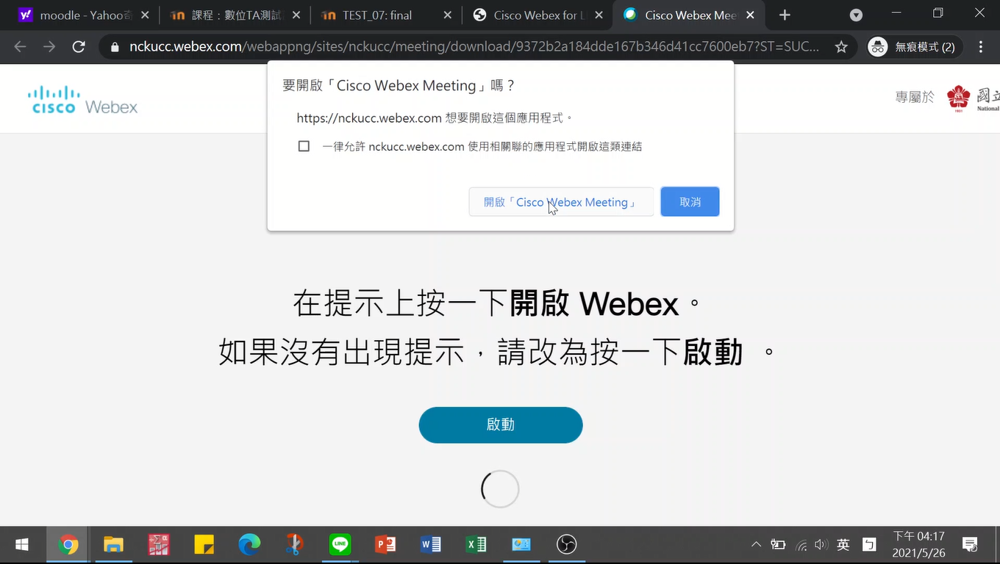 moodle - Yahoo奇
課程：數位TA測試
TEST_07: final
Cisco Webex for L
Cisco Webex Mee
nckucc.webex.com/webappng/sites/nckucc/meeting/download/9372b2a184dde167b346d41cc7600eb7?ST=SUC...
無痕模式 (2)
cisco Webex
專屬於
國立
National
1931
要開啟「Cisco Webex Meeting」嗎？
https://nckucc.webex.com 想要開啟這個應用程式。
一律允許 nckucc.webex.com 使用相關聯的應用程式開啟這類連結
開啟「Cisco Webex Meeting」
取消
在提示上按一下開啟 Webex。
如果沒有出現提示，請改為按一下啟動 。
啟動
LINE
英
ㄅ
下午 04:17
2021/5/26